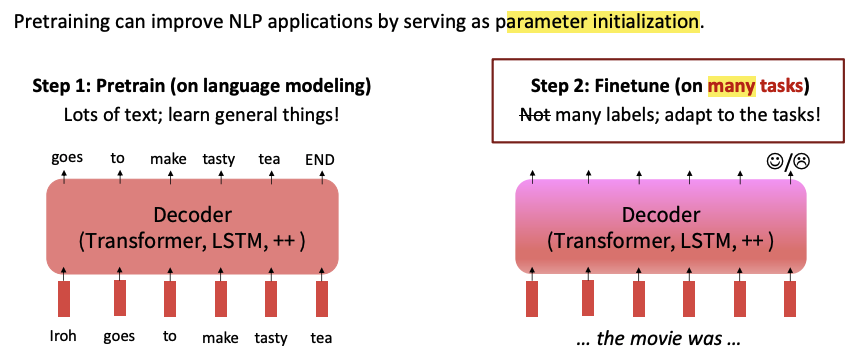 Pretraining can improve NLP applications by serving as parameter initialization.
Step 1: Pretrain (on language modeling)
Lots of text; learn general things!
goes to make tasty tea END
Decoder
(Transformer, LSTM, ++ )
Iroh goes to make tasty tea
Step 2: Finetune (on many tasks)
Not many labels; adapt to the tasks!
☺/☹
Decoder
(Transformer, LSTM, ++ )
... the movie was ...